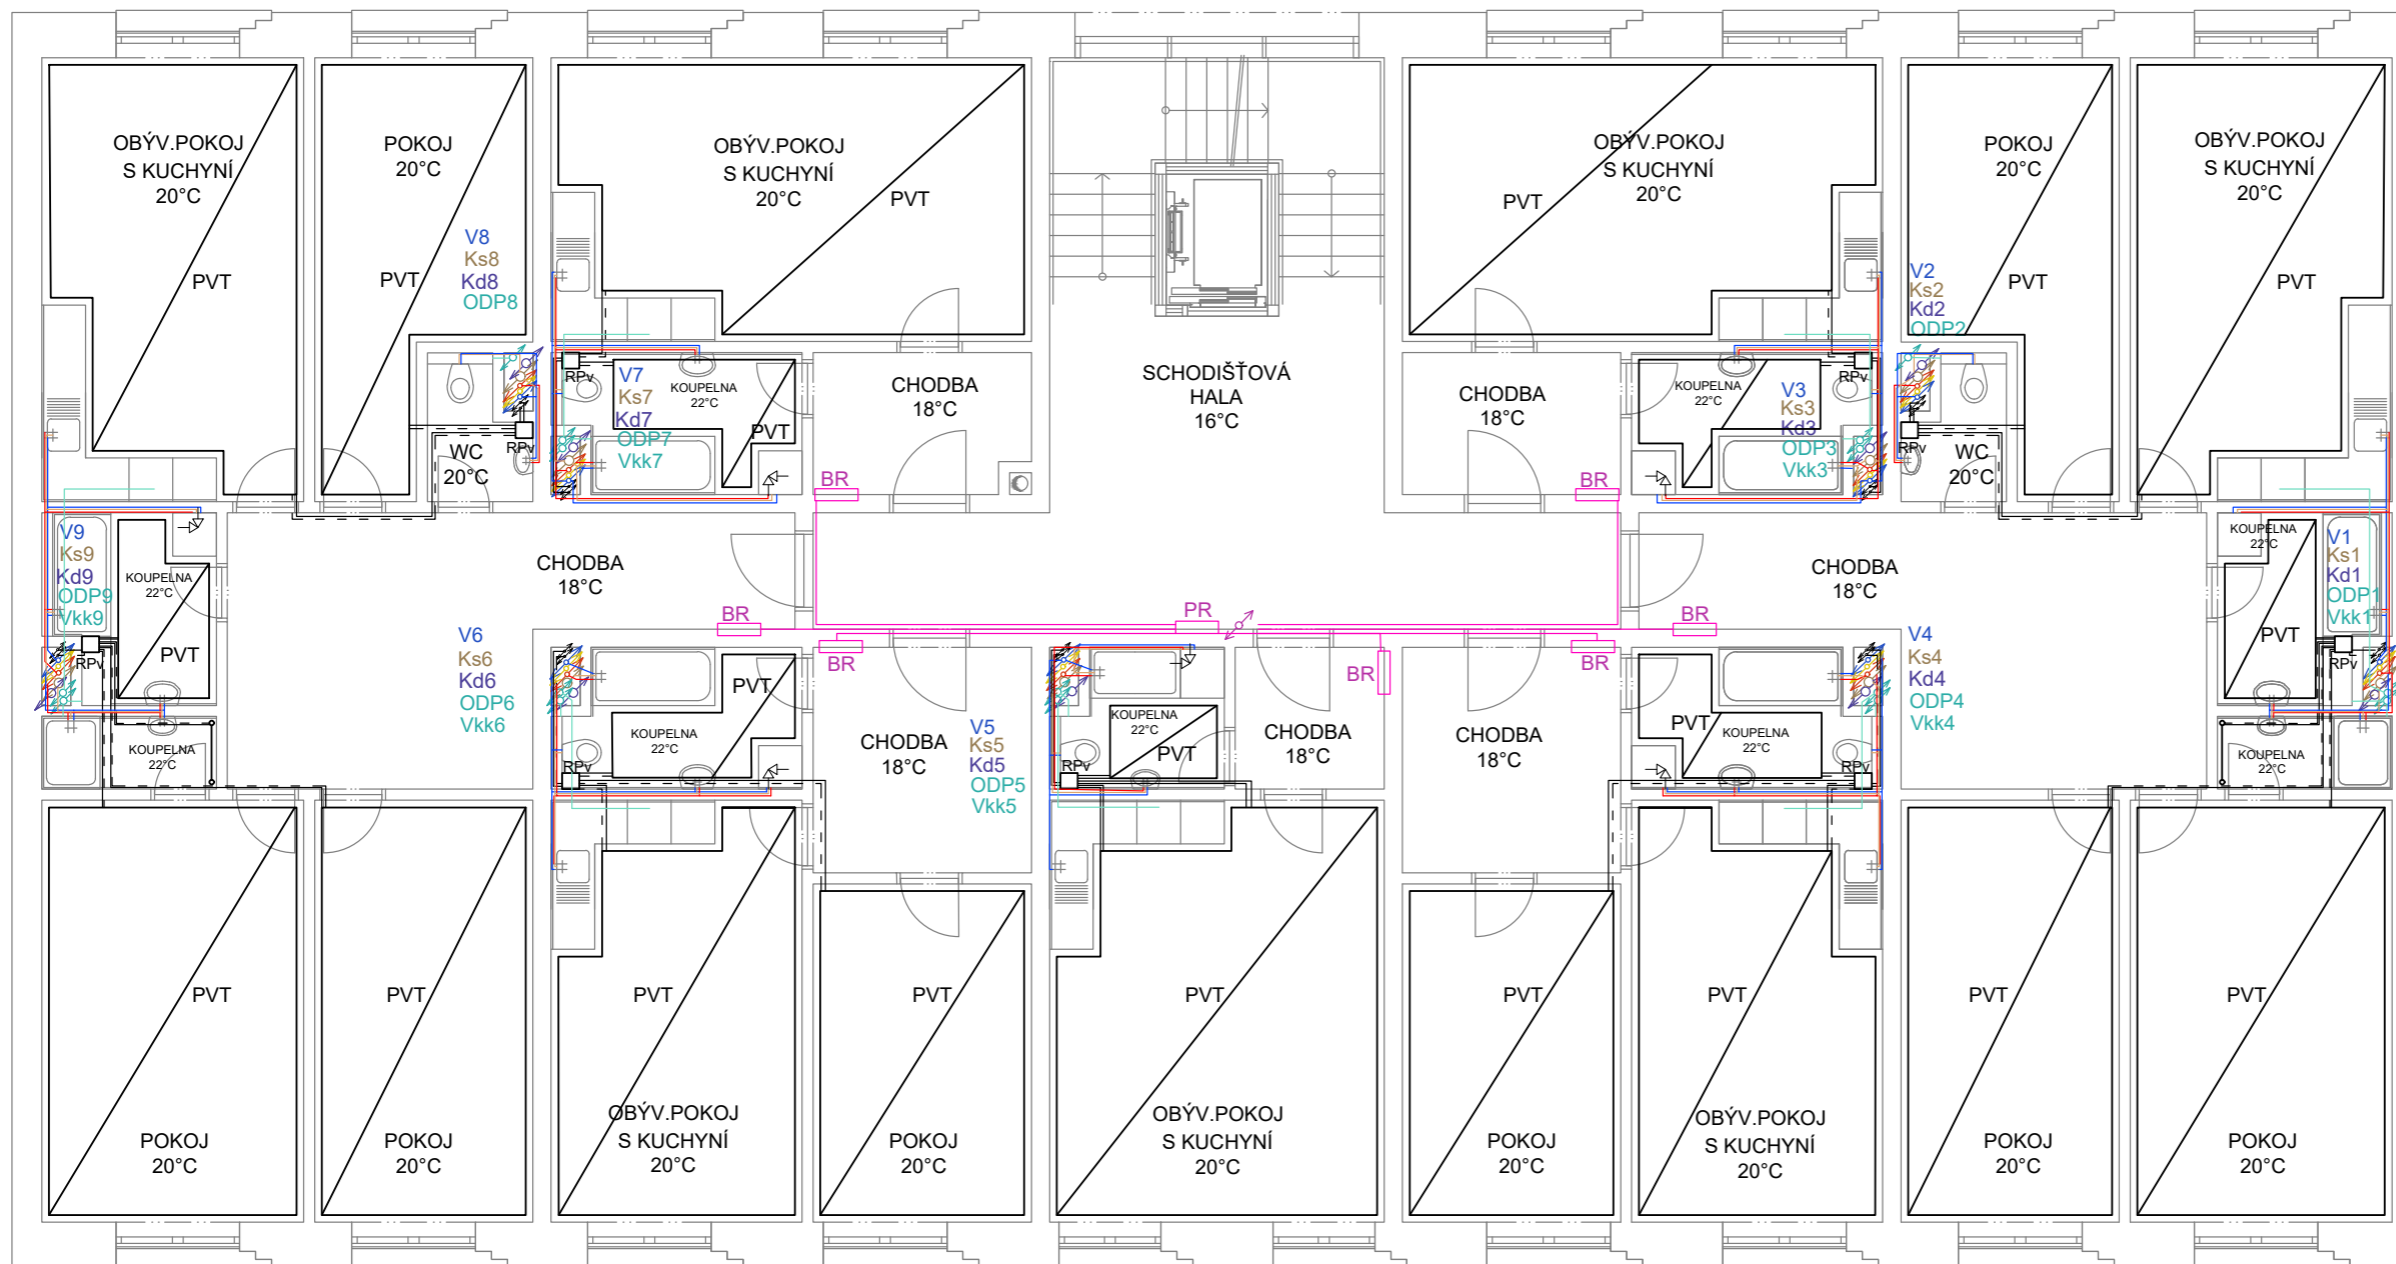 OBÝV.POKOJ
S KUCHYNÍ
20°C
PVT
POKOJ
20°C
PVT
V8
Ks8
Kd8
ODP8
OBÝV.POKOJ
S KUCHYNÍ
20°C
PVT
OBÝV.POKOJ
S KUCHYNÍ
20°C
PVT
V2
Ks2
Kd2
ODP2
POKOJ
20°C
PVT
OBÝV.POKOJ
S KUCHYNÍ
20°C
PVT
RPv
WC
20°C
RPv
V7
Ks7
Kd7
ODP7
Vkk7
KOUPELNA
22°C
PVT
CHODBA
18°C
BR
SCHODIŠŤOVÁ
HALA
16°C
CHODBA
18°C
BR
KOUPELNA
22°C
V3
Ks3
Kd3
ODP3
Vkk3
RPv
RPv
WC
20°C
V9
Ks9
Kd9
ODP9
Vkk9
KOUPELNA
22°C
PVT
RPv
KOUPELNA
22°C
CHODBA
18°C
BR
PR
BR
CHODBA
18°C
KOUPELNA
22°C
V1
Ks1
Kd1
ODP1
Vkk1
PVT
RPv
KOUPELNA
22°C
V6
Ks6
Kd6
ODP6
Vkk6
PVT
KOUPELNA
22°C
RPv
BR
CHODBA
18°C
V5
Ks5
Kd5
ODP5
Vkk5
KOUPELNA
22°C
PVT
RPv
CHODBA
18°C
BR
BR
CHODBA
18°C
PVT
KOUPELNA
22°C
RPv
V4
Ks4
Kd4
ODP4
Vkk4
PVT
POKOJ
20°C
PVT
POKOJ
20°C
PVT
OBÝV.POKOJ
S KUCHYNÍ
20°C
PVT
POKOJ
20°C
PVT
OBÝV.POKOJ
S KUCHYNÍ
20°C
PVT
POKOJ
20°C
PVT
OBÝV.POKOJ
S KUCHYNÍ
20°C
PVT
POKOJ
20°C
PVT
POKOJ
20°C